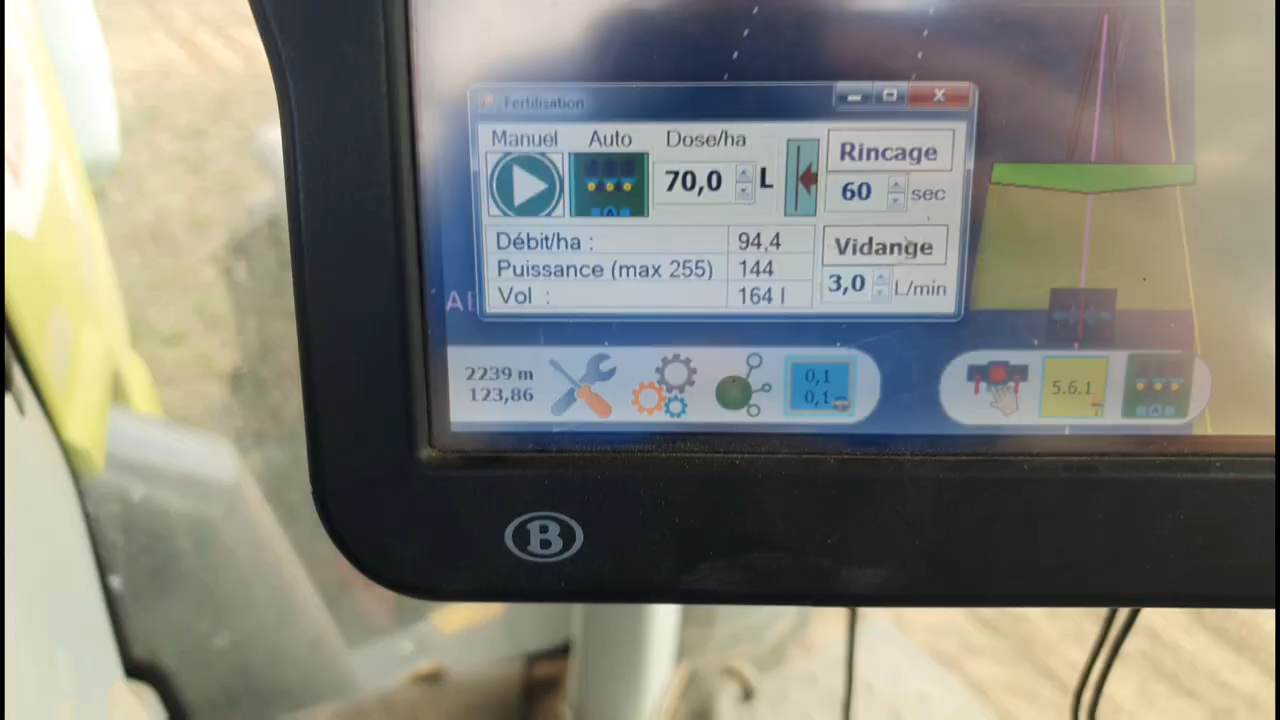 Fertilisation
Manuel Auto Dose/ha
70,0 L
Rincage
60 sec
Débit/ha : 94,4
Puissance (max 255) 144
Vol : 164 l
Vidange
3,0 L/min
2239 m
123,86
0,1
0,1
5.6.1
A
B